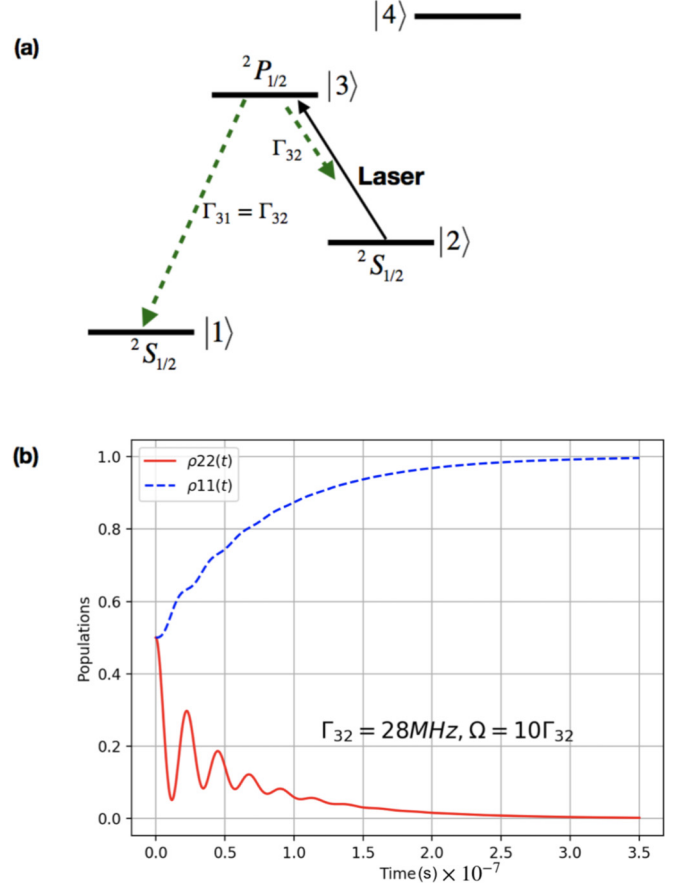 |4⟩
(a)
²P₁/₂
|3⟩
Γ₃₂
Laser
Γ₃₁ = Γ₃₂
|2⟩
²S₁/₂
|1⟩
²S₁/₂
(b)
ρ22(t)
ρ11(t)
1.0
0.8
0.6
0.4
0.2
0.0
Populations
Γ₃₂ = 28MHz, Ω = 10Γ₃₂
0.0 0.5 1.0 1.5 2.0 2.5 3.0 3.5
Time(s) × 10⁻⁷